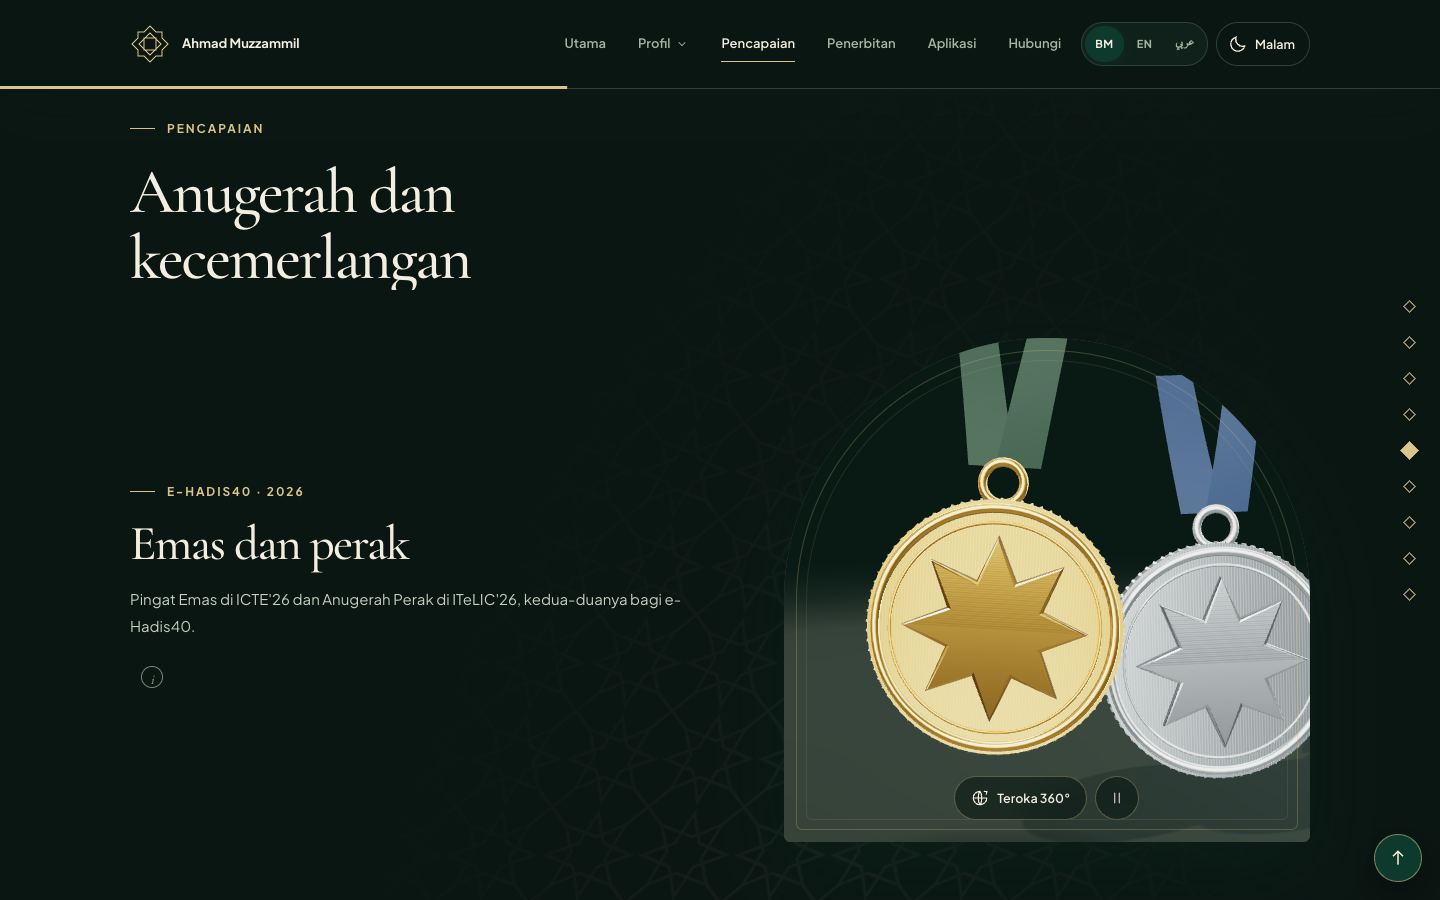 Ahmad Muzzammil
Utama
Profil
Pencapaian
Penerbitan
Aplikasi
Hubungi
BM
EN
عربي
Malam
PENCAPAIAN
Anugerah dan
kecemerlangan
E-HADIS40 · 2026
Emas dan perak
Pingat Emas di ICTE'26 dan Anugerah Perak di ITeLIC'26, kedua-duanya bagi e-
Hadis40.
i
Teroka 360°